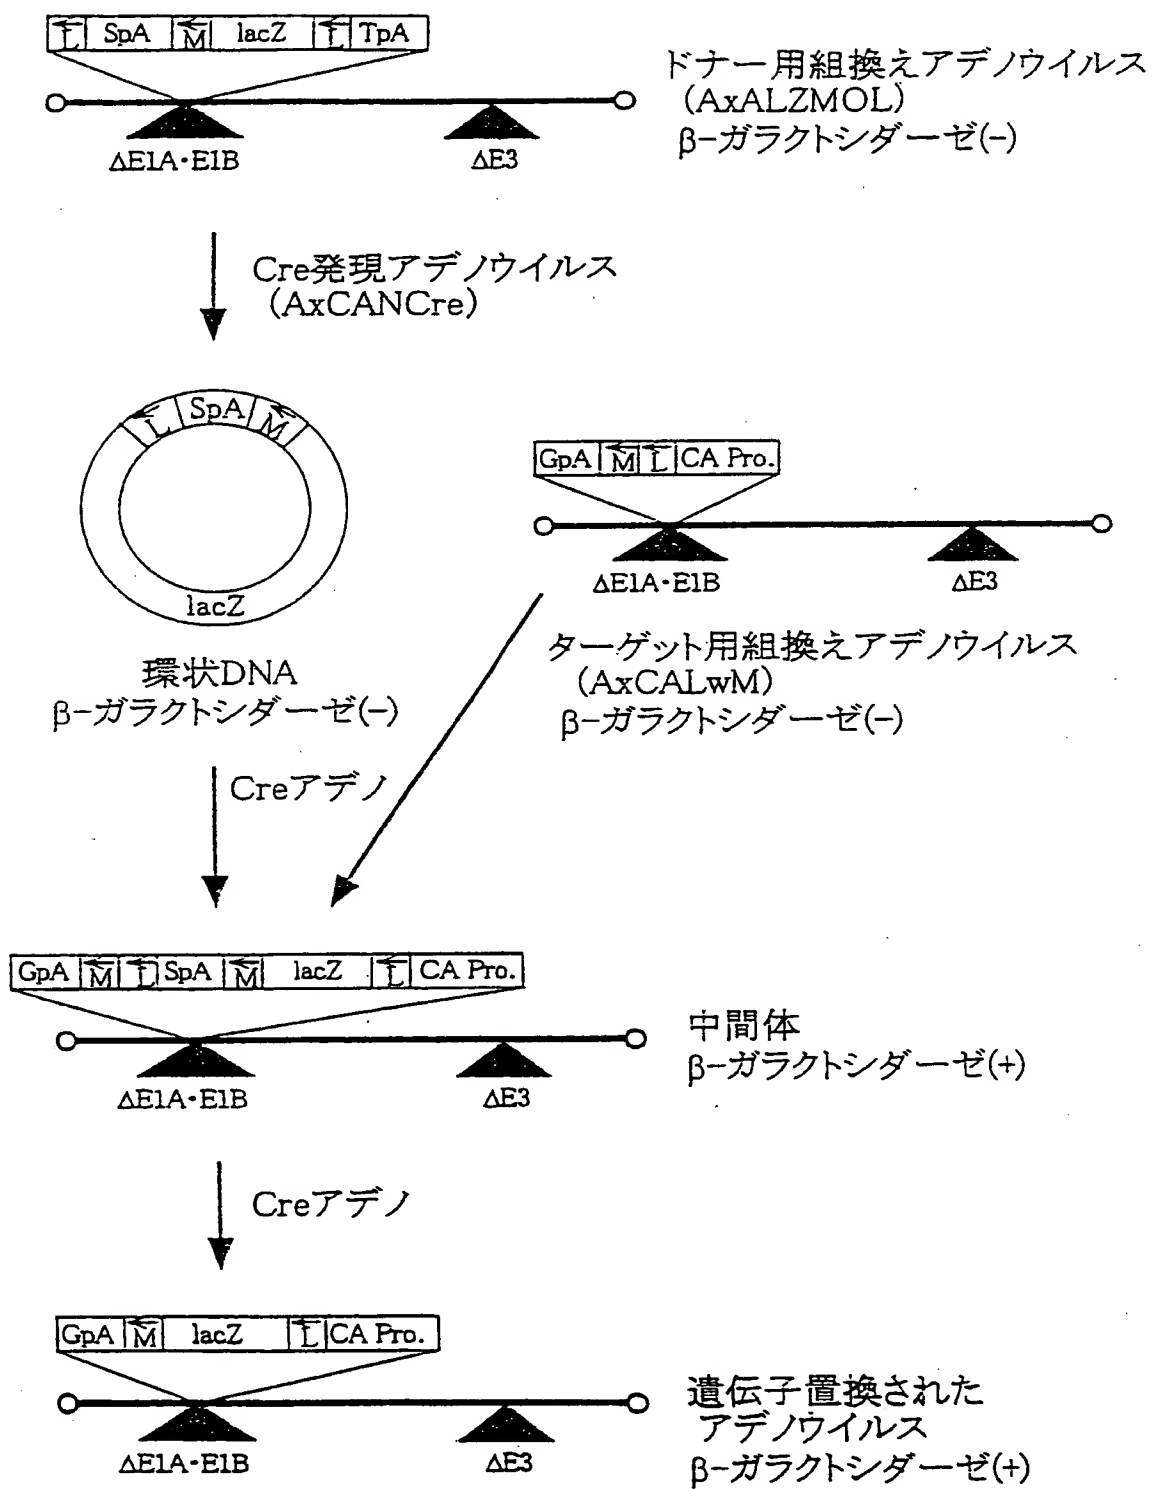 L SpA M lacZ L TpA
ドナー用組換えアデノウイルス
(AxALZMOL)
β-ガラクトシダーゼ(-)
ΔE1A・E1B
ΔE3
Cre発現アデノウイルス
(AxCANCre)
L SpA M
lacZ
環状DNA
β-ガラクトシダーゼ(-)
GpA M L CA Pro.
ΔE1A・E1B
ΔE3
ターゲット用組換えアデノウイルス
(AxCALwM)
β-ガラクトシダーゼ(-)
Creアデノ
GpA M L SpA M lacZ L CA Pro.
中間体
β-ガラクトシダーゼ(+)
ΔE1A・E1B
ΔE3
Creアデノ
GpA M lacZ L CA Pro.
遺伝子置換された
アデノウイルス
β-ガラクトシダーゼ(+)
ΔE1A・E1B
ΔE3